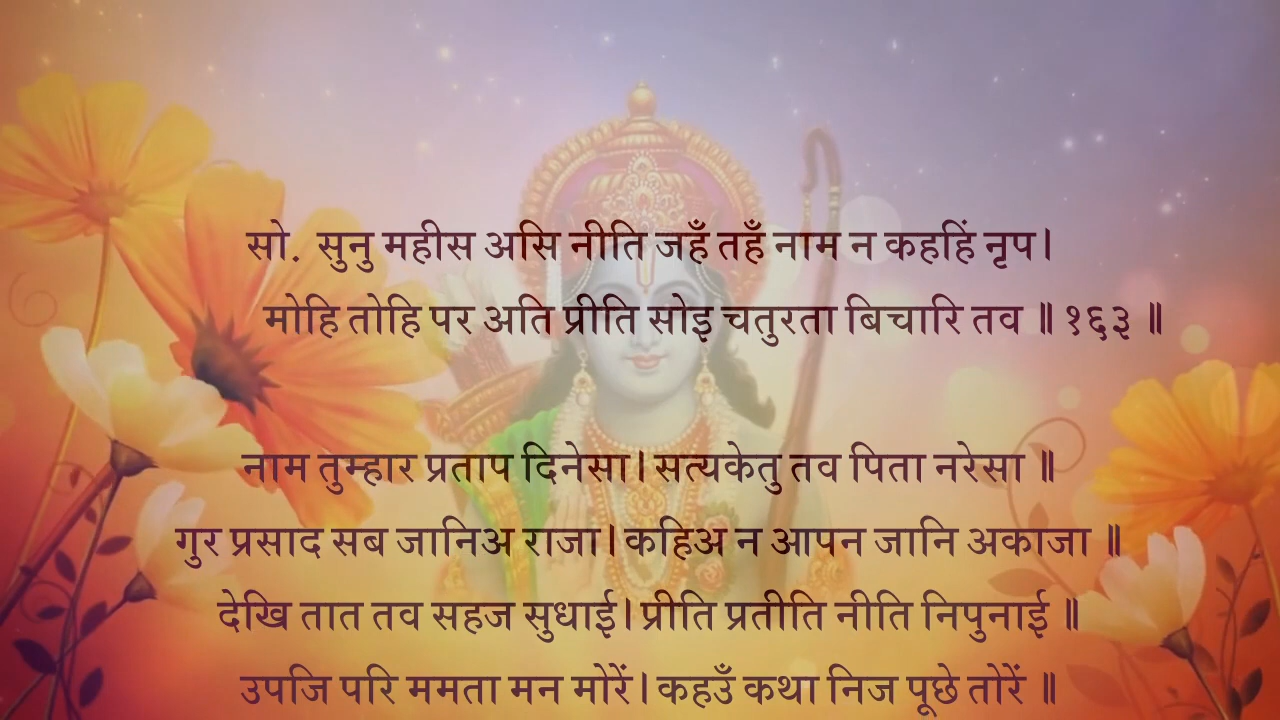 सो. सुनु महीस असि नीति जहँ तहँ नाम न कहहिं नृप।
मोहि तोहि पर अति प्रीति सोइ चतुरता बिचारि तव ॥ १६३ ॥
नाम तुम्हार प्रताप दिनेसा। सत्यकेतु तव पिता नरेसा ॥
गुर प्रसाद सब जानिअ राजा। कहिअ न आपन जानि अकाजा ॥
देखि तात तव सहज सुधाई। प्रीति प्रतीति नीति निपुनाई ॥
उपजि परि ममता मन मोरें। कहउँ कथा निज पूछे तोरें ॥